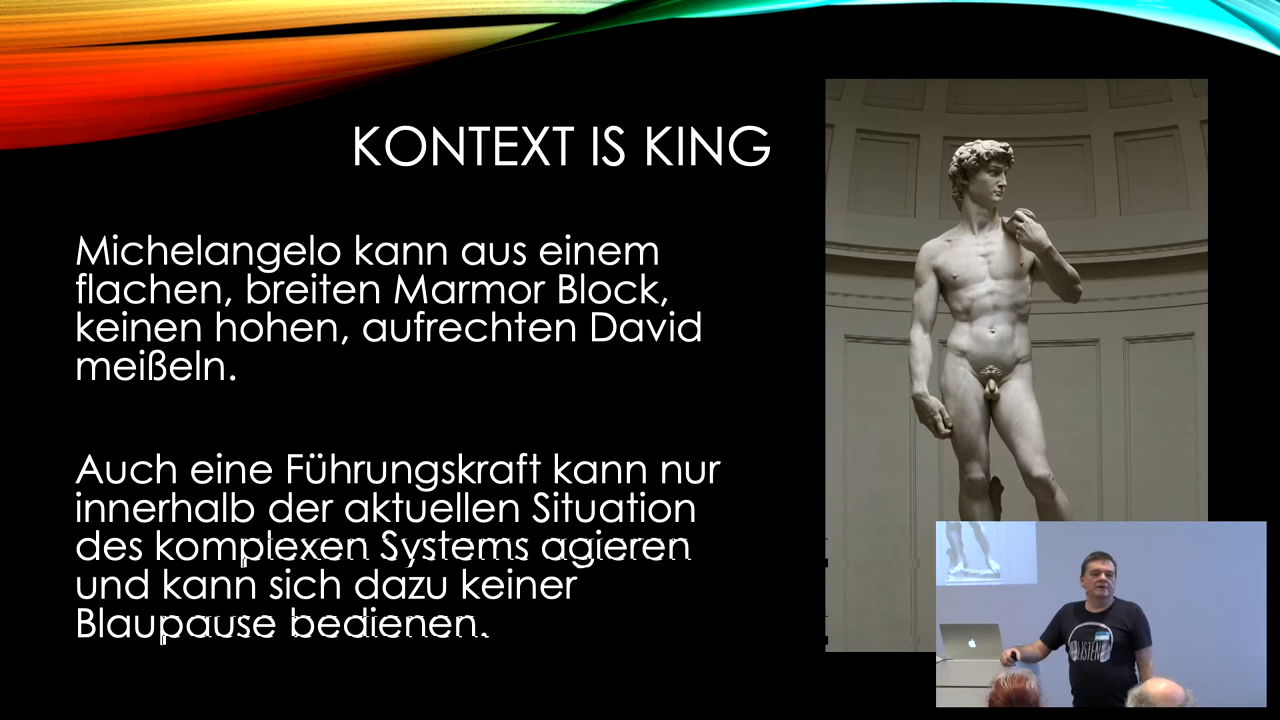 KONTEXT IS KING
Michelangelo kann aus einem
flachen, breiten Marmor Block,
keinen hohen, aufrechten David
meißeln.
Auch eine Führungskraft kann nur
innerhalb der aktuellen Situation
des komplexen Systems agieren
und kann sich dazu keiner
Blaupause bedienen.
LISTEN